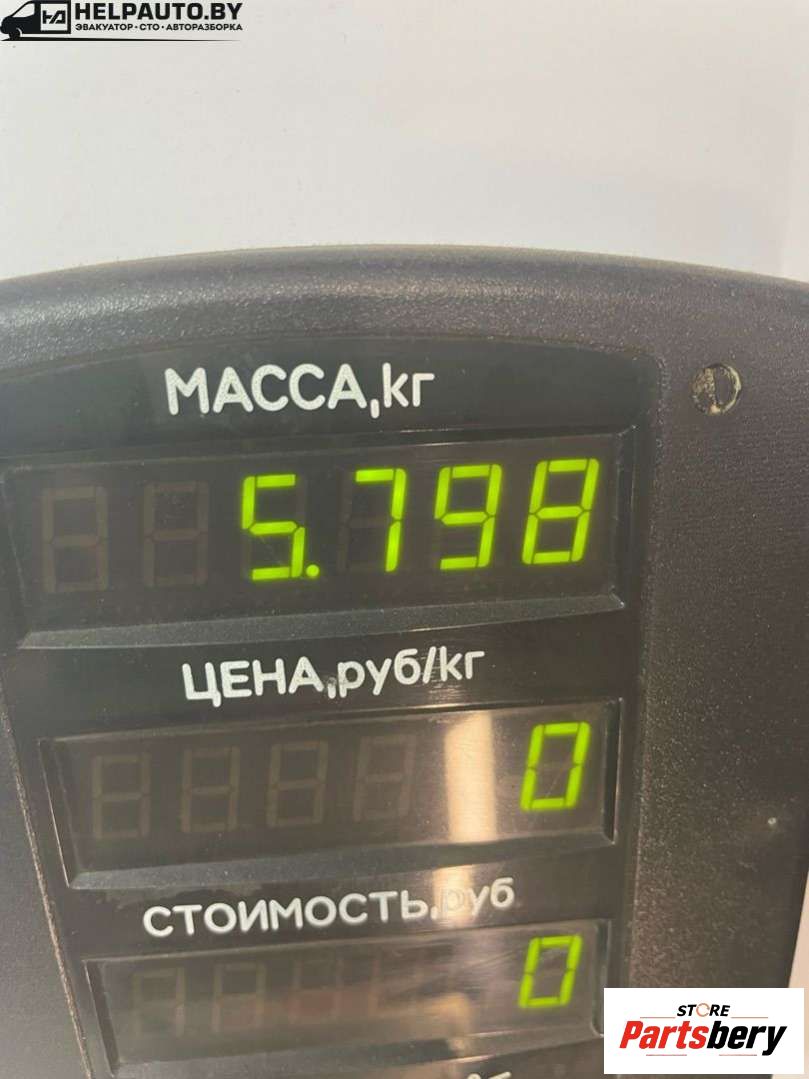 HELPAUTO.BY
ЭВАКУАТОР•СТО•АВТОРАЗБОРКА
МАССА,кг
5.798
ЦЕНА,руб/кг
0
СТОИМОСТЬ,руб
0
STORE
Partsbery